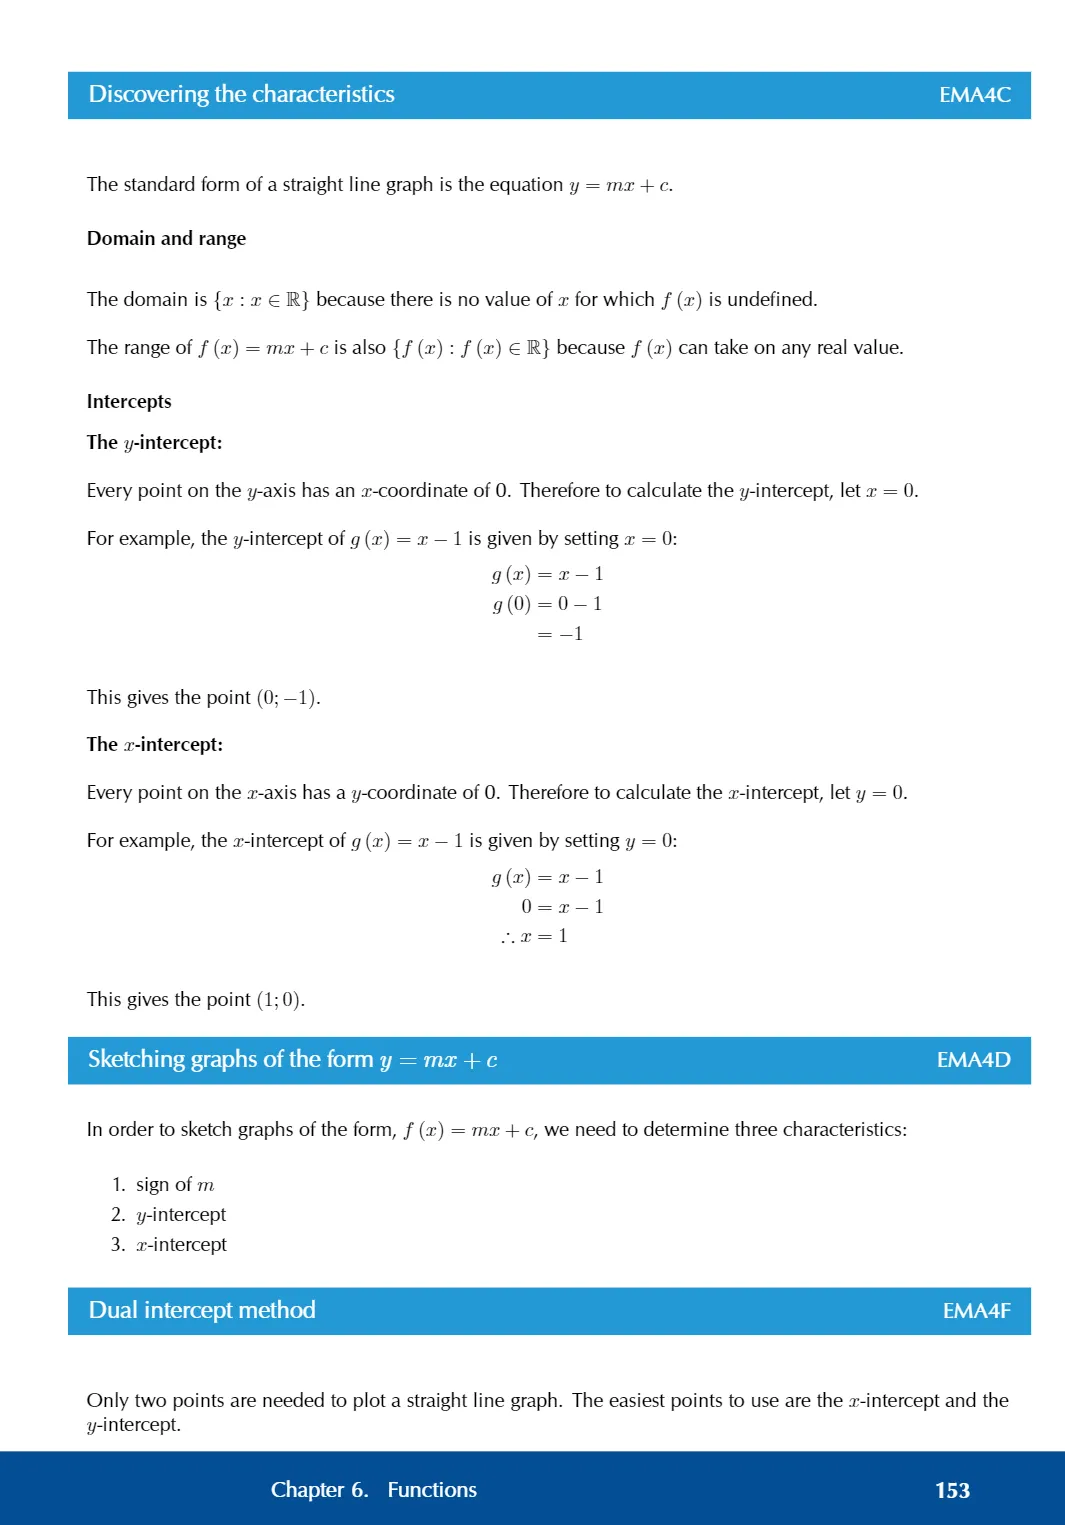 Discovering the characteristics EMA4C
The standard form of a straight line graph is the equation y = mx + c.
Domain and range
The domain is {x : x ∈ ℝ} because there is no value of x for which f (x) is undefined.
The range of f (x) = mx + c is also {f (x) : f (x) ∈ ℝ} because f (x) can take on any real value.
Intercepts
The y-intercept:
Every point on the y-axis has an x-coordinate of 0. Therefore to calculate the y-intercept, let x = 0.
For example, the y-intercept of g (x) = x − 1 is given by setting x = 0:
g (x) = x − 1
g (0) = 0 − 1
= −1
This gives the point (0; −1).
The x-intercept:
Every point on the x-axis has a y-coordinate of 0. Therefore to calculate the x-intercept, let y = 0.
For example, the x-intercept of g (x) = x − 1 is given by setting y = 0:
g (x) = x − 1
0 = x − 1
∴ x = 1
This gives the point (1; 0).
Sketching graphs of the form y = mx + c EMA4D
In order to sketch graphs of the form, f (x) = mx + c, we need to determine three characteristics:
1. sign of m
2. y-intercept
3. x-intercept
Dual intercept method EMA4F
Only two points are needed to plot a straight line graph. The easiest points to use are the x-intercept and the
y-intercept.
Chapter 6. Functions 153